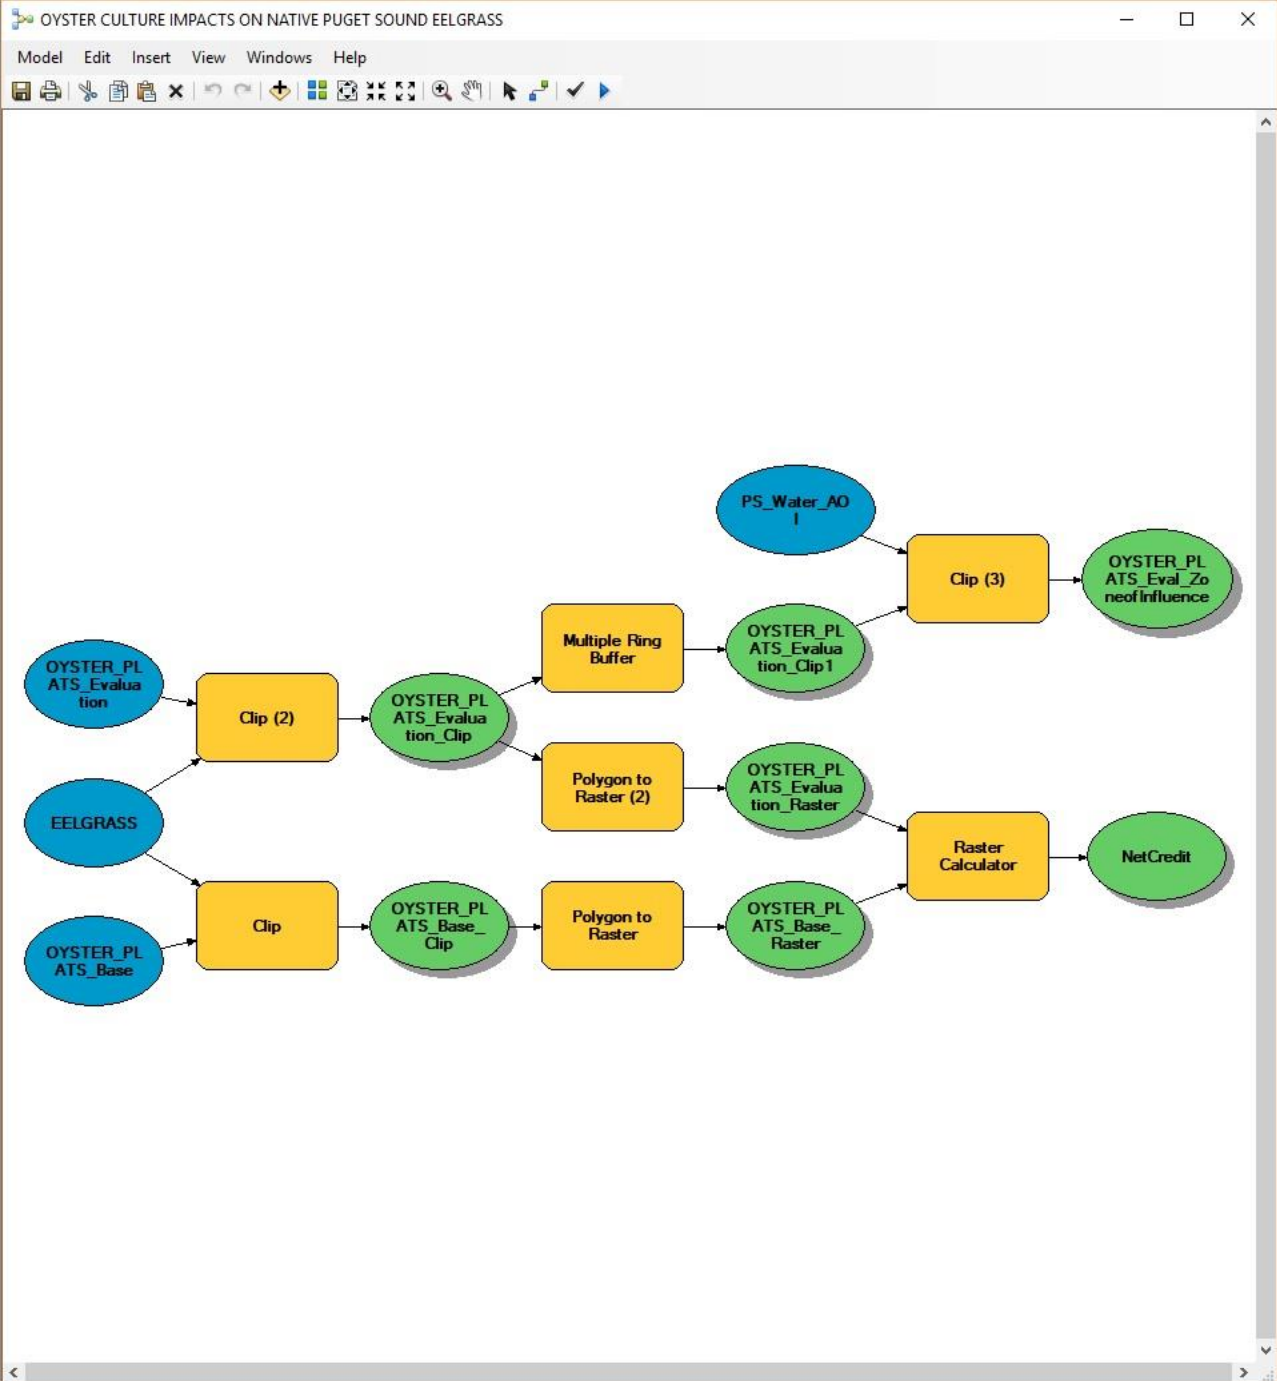 OYSTER CULTURE IMPACTS ON NATIVE PUGET SOUND EELGRASS
Model Edit Insert View Windows Help
PS_Water_AO
I
Clip (3)
OYSTER_PL
ATS_Eval_Zo
neofInfluence
Multiple Ring
Buffer
OYSTER_PL
ATS_Evalua
tion_Clip1
OYSTER_PL
ATS_Evalua
tion
Clip (2)
OYSTER_PL
ATS_Evalua
tion_Clip
Polygon to
Raster (2)
OYSTER_PL
ATS_Evalua
tion_Raster
EELGRASS
Raster
Calculator
NetCredit
OYSTER_PL
ATS_Base
Clip
OYSTER_PL
ATS_Base_
Clip
Polygon to
Raster
OYSTER_PL
ATS_Base_
Raster